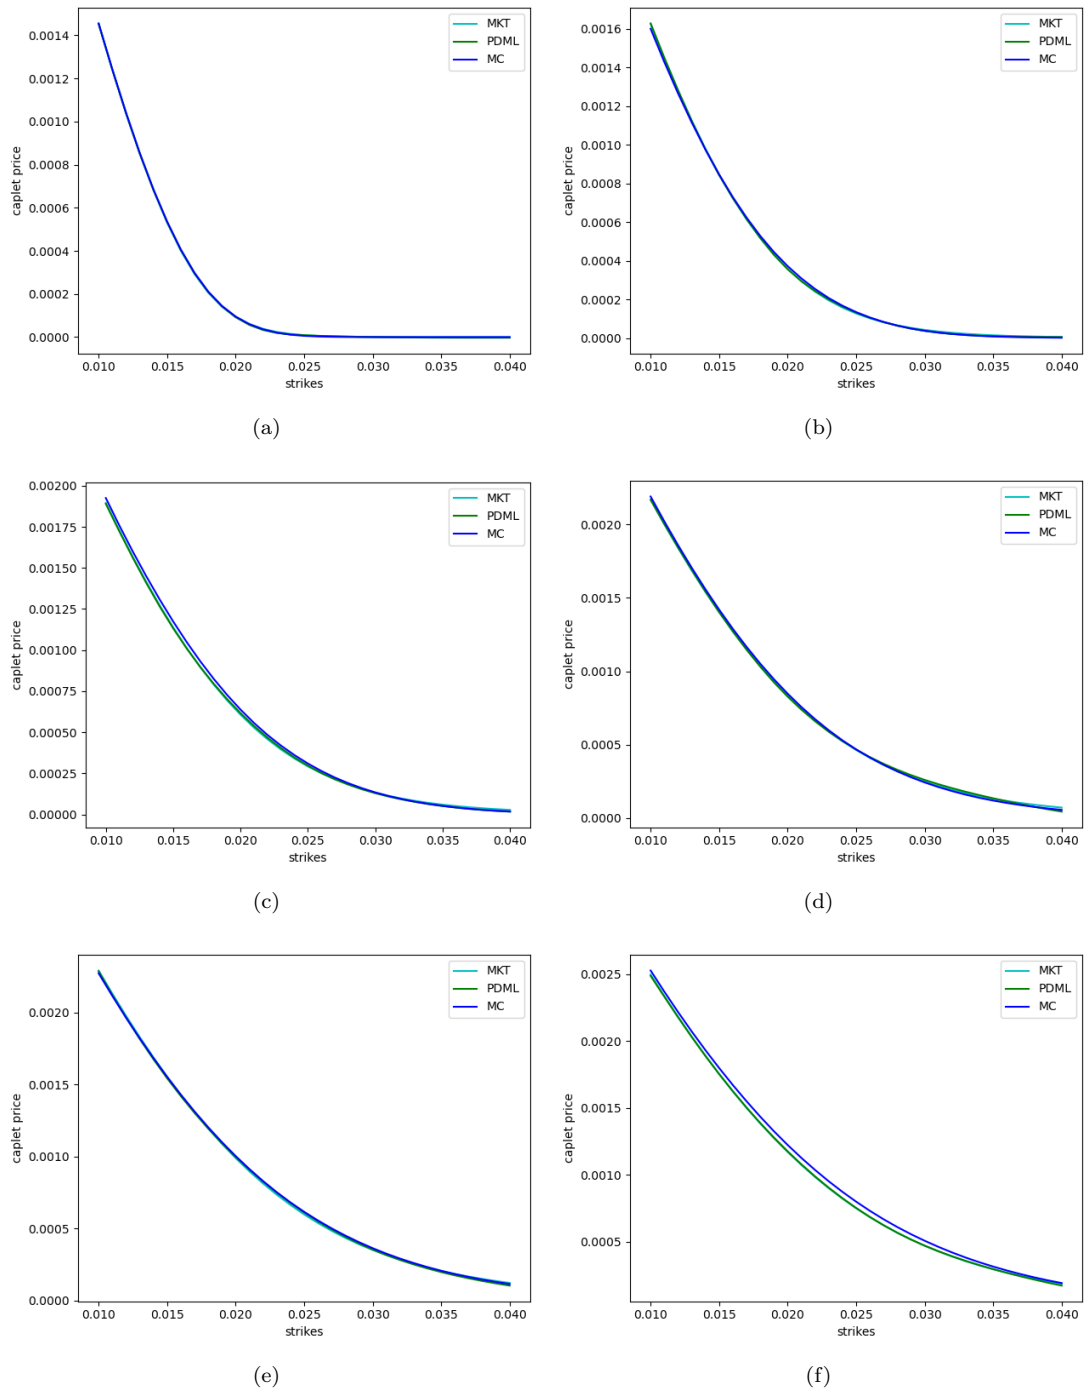 MKT
PDML
MC
caplet price
0.0014
0.0012
0.0010
0.0008
0.0006
0.0004
0.0002
0.0000
0.010 0.015 0.020 0.025 0.030 0.035 0.040
strikes
(a)
MKT
PDML
MC
caplet price
0.0016
0.0014
0.0012
0.0010
0.0008
0.0006
0.0004
0.0002
0.0000
0.010 0.015 0.020 0.025 0.030 0.035 0.040
strikes
(b)
MKT
PDML
MC
caplet price
0.00200
0.00175
0.00150
0.00125
0.00100
0.00075
0.00050
0.00025
0.00000
0.010 0.015 0.020 0.025 0.030 0.035 0.040
strikes
(c)
MKT
PDML
MC
caplet price
0.0020
0.0015
0.0010
0.0005
0.0000
0.010 0.015 0.020 0.025 0.030 0.035 0.040
strikes
(d)
MKT
PDML
MC
caplet price
0.0020
0.0015
0.0010
0.0005
0.0000
0.010 0.015 0.020 0.025 0.030 0.035 0.040
strikes
(e)
MKT
PDML
MC
caplet price
0.0025
0.0020
0.0015
0.0010
0.0005
0.010 0.015 0.020 0.025 0.030 0.035 0.040
strikes
(f)